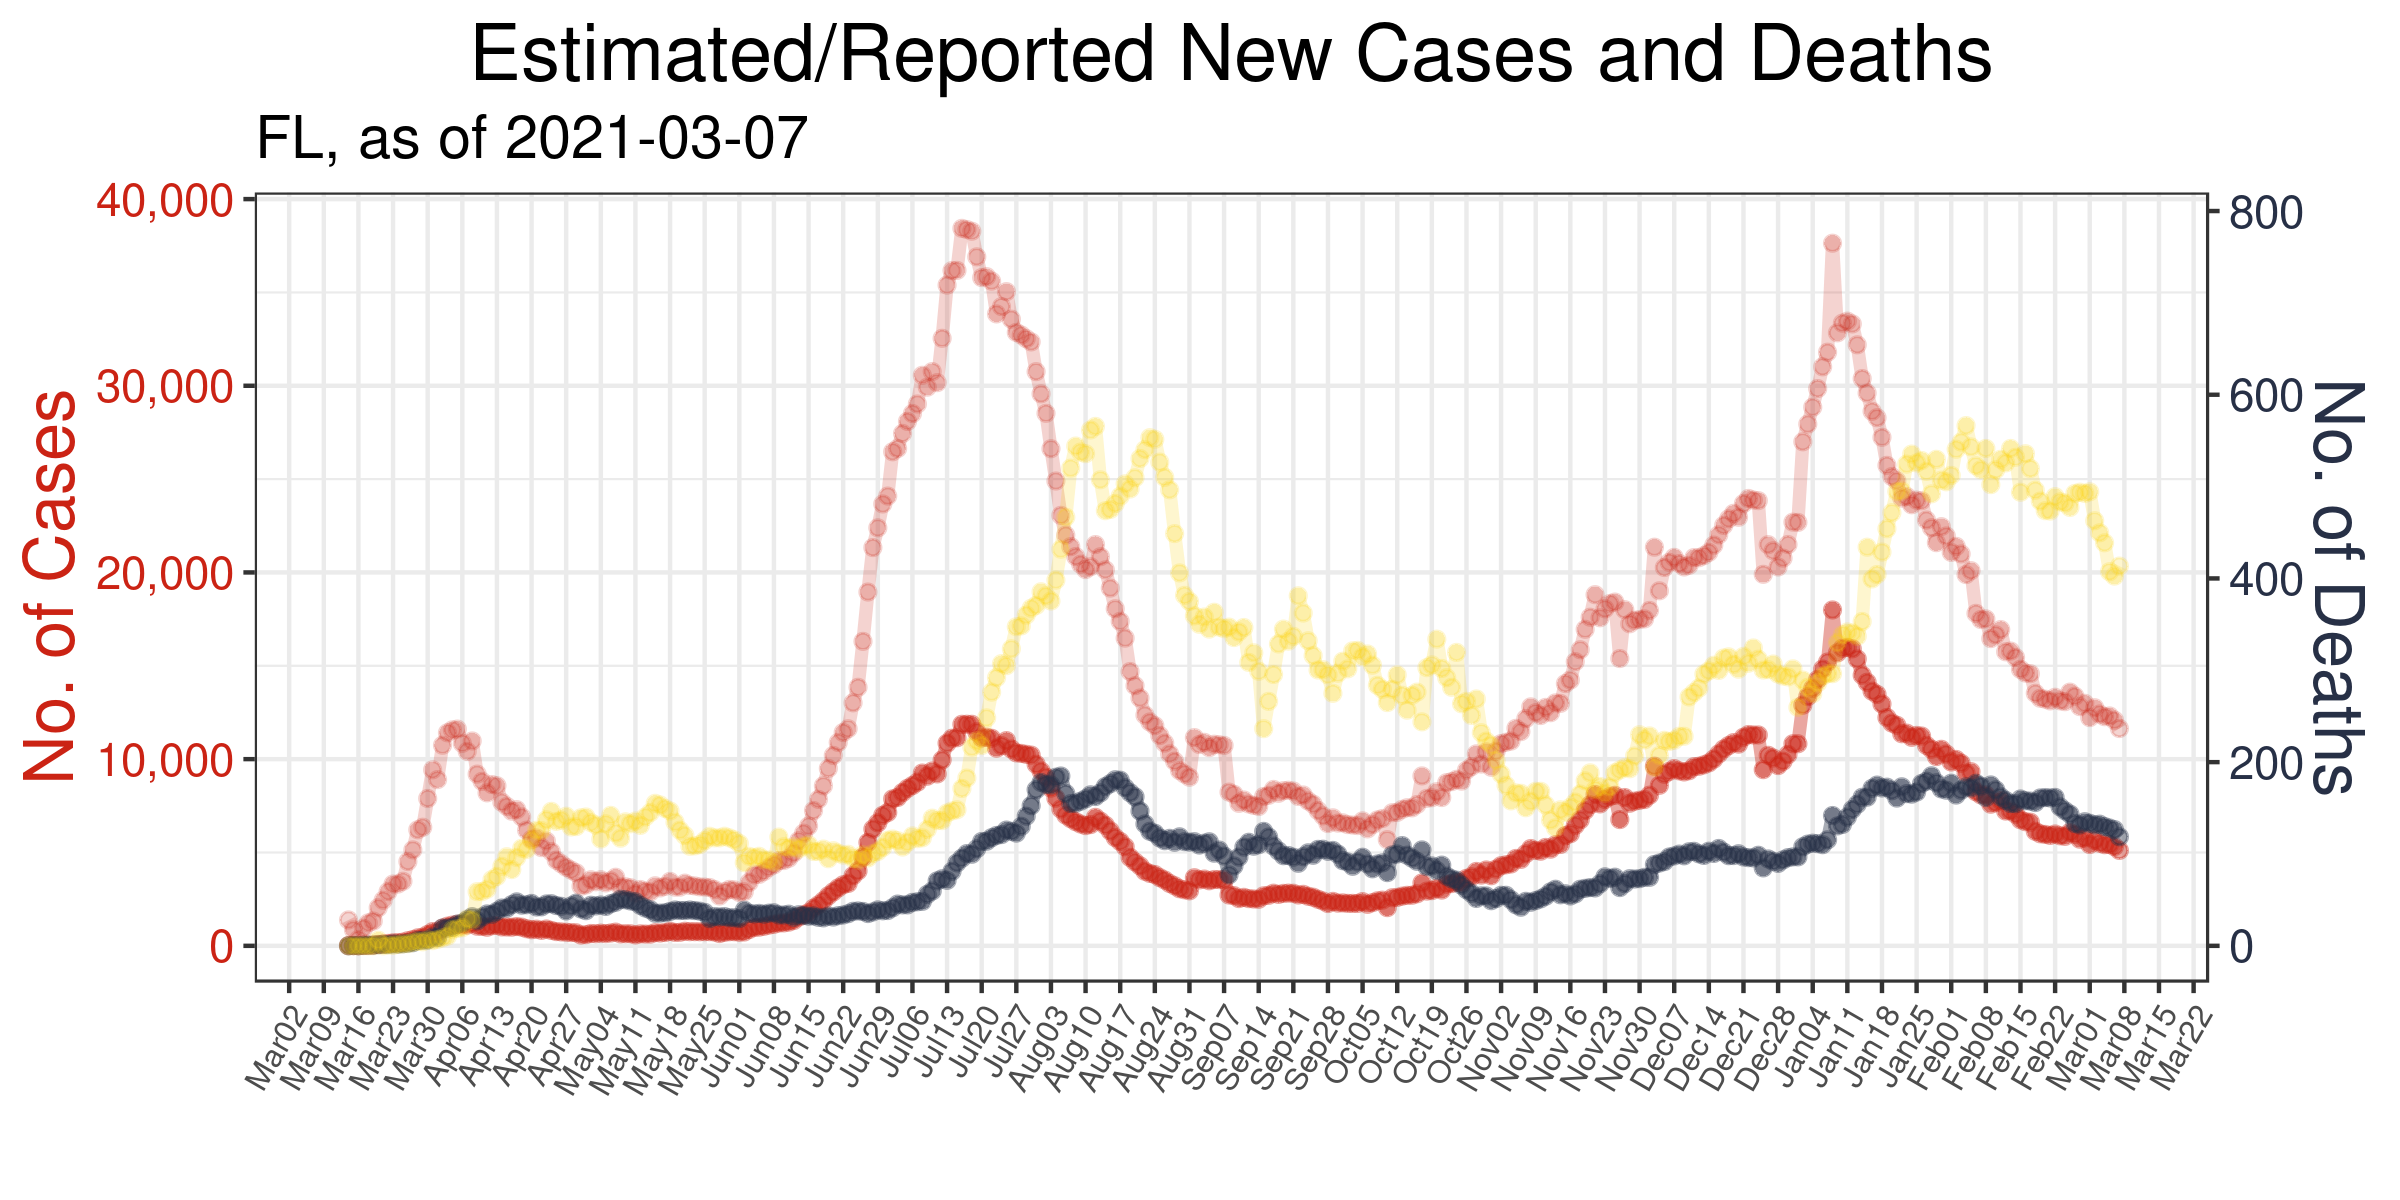 Estimated/Reported New Cases and Deaths
FL, as of 2021-03-07
No. of Cases
40,000
30,000
20,000
10,000
0
800
600
400
200
0
No. of Deaths
Mar02
Mar09
Mar16
Mar23
Mar30
Apr06
Apr13
Apr20
Apr27
May04
May11
May18
May25
Jun01
Jun08
Jun15
Jun22
Jun29
Jul06
Jul13
Jul20
Jul27
Aug03
Aug10
Aug17
Aug24
Aug31
Sep07
Sep14
Sep21
Sep28
Oct05
Oct12
Oct19
Oct26
Nov02
Nov09
Nov16
Nov23
Nov30
Dec07
Dec14
Dec21
Dec28
Jan04
Jan11
Jan18
Jan25
Feb01
Feb08
Feb15
Feb22
Mar01
Mar08
Mar15
Mar22